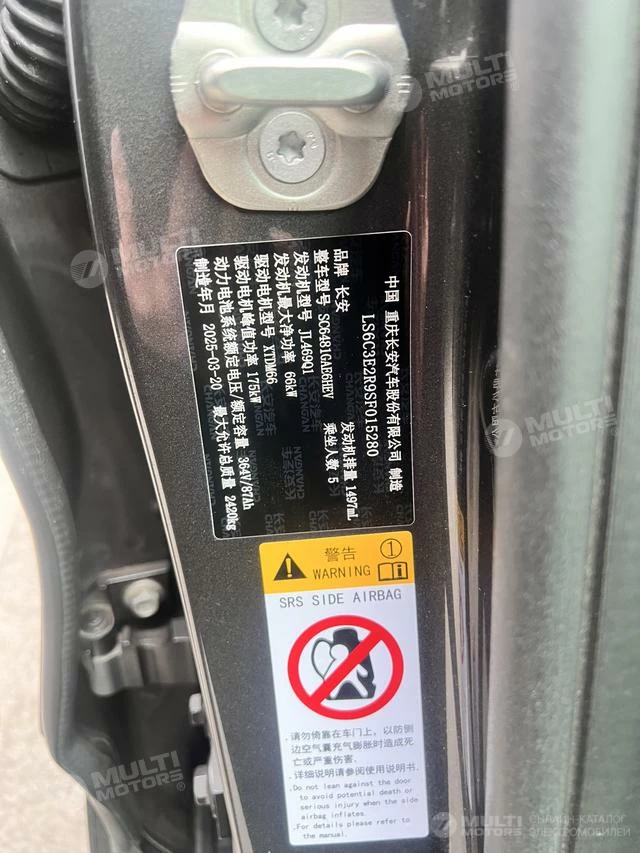 中国 重庆长安汽车股份有限公司 制造
LS6C3E2R9SF015280
品牌 长安
整车型号 SC6481GAE6HEV 乘坐人数 5
发动机型号 JL469Q1 发动机排量 1497mL
发动机最大净功率 66kW
驱动电机型号 XTDM66
驱动电机峰值功率 175kW
动力电池系统额定电压/额定容量 364V/87Ah
制造年月 2025-03-20 最大允许总质量 2420kg
警告
WARNING
1
SRS SIDE AIRBAG
.请勿倚靠在车门上，以防侧
边空气囊充气膨胀时造成死
亡或严重伤害.
.详细说明请参阅使用说明书.
.Do not lean against the door
to avoid potential death or
serious injury when the side
airbag inflates.
.For details please refer to
the manual.
MULTI MOTORS
MULTI MOTORS
MULTI MOTORS
MULTI MOTORS
MULTI MOTORS
ОНЛАЙН-КАТАЛОГ
ЭЛЕКТРОМОБИЛЕЙ